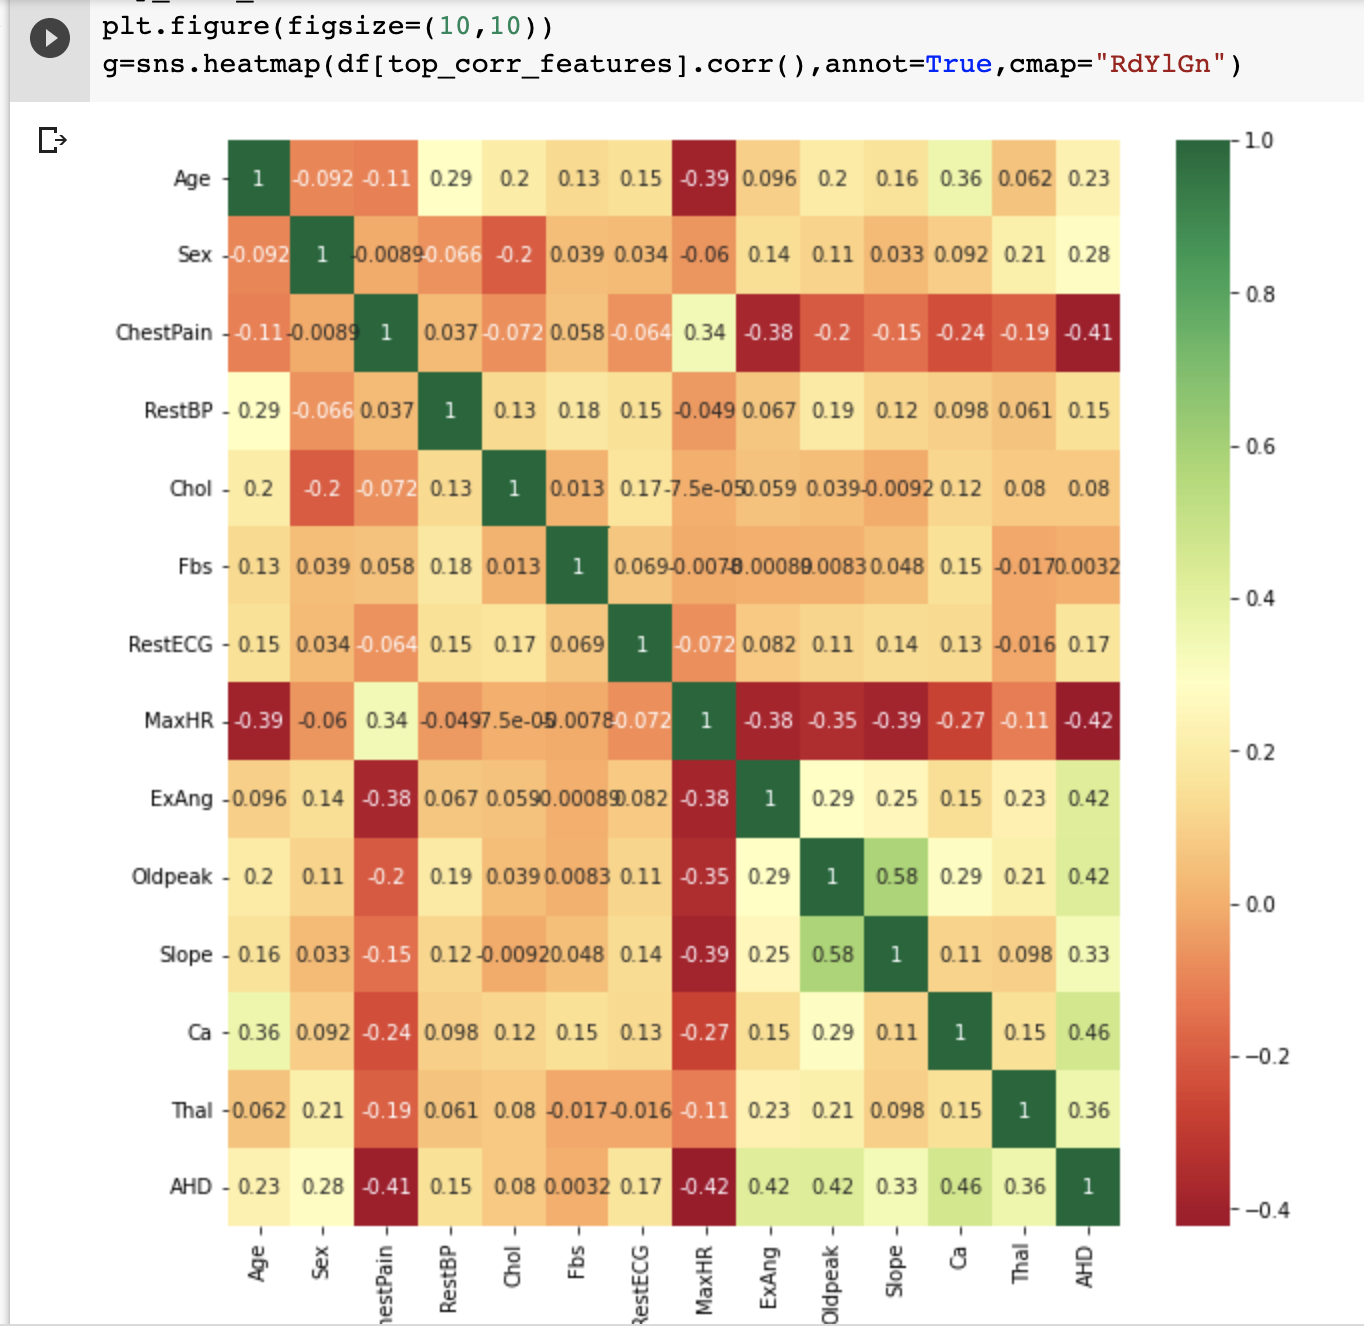 plt.figure(figsize=(10,10))
g=sns.heatmap(df[top_corr_features].corr(),annot=True,cmap="RdYlGn")
1.0
Age 1 -0.092 -0.11 0.29 0.2 0.13 0.15 -0.39 0.096 0.2 0.16 0.36 0.062 0.23
Sex -0.092 1 -0.0089 -0.066 -0.2 0.039 0.034 -0.06 0.14 0.11 0.033 0.092 0.21 0.28
0.8
ChestPain -0.11 -0.0089 1 0.037 -0.072 0.058 -0.064 0.34 -0.38 -0.2 -0.15 -0.24 -0.19 -0.41
RestBP 0.29 -0.066 0.037 1 0.13 0.18 0.15 -0.049 0.067 0.19 0.12 0.098 0.061 0.15
0.6
Chol 0.2 -0.2 -0.072 0.13 1 0.013 0.17 -7.5e-05 0.059 0.039 -0.0092 0.12 0.08 0.08
Fbs 0.13 0.039 0.058 0.18 0.013 1 0.069 -0.0078 -0.00089 0.0083 0.048 0.15 -0.017 0.0032
0.4
RestECG 0.15 0.034 -0.064 0.15 0.17 0.069 1 -0.072 0.082 0.11 0.14 0.13 -0.016 0.17
MaxHR -0.39 -0.06 0.34 -0.049 -7.5e-05 -0.0078 -0.072 1 -0.38 -0.35 -0.39 -0.27 -0.11 -0.42
0.2
ExAng 0.096 0.14 -0.38 0.067 0.059 -0.00089 0.082 -0.38 1 0.29 0.25 0.15 0.23 0.42
Oldpeak 0.2 0.11 -0.2 0.19 0.039 0.0083 0.11 -0.35 0.29 1 0.58 0.29 0.21 0.42
0.0
Slope 0.16 0.033 -0.15 0.12 -0.0092 0.048 0.14 -0.39 0.25 0.58 1 0.11 0.098 0.33
Ca 0.36 0.092 -0.24 0.098 0.12 0.15 0.13 -0.27 0.15 0.29 0.11 1 0.15 0.46
−0.2
Thal 0.062 0.21 -0.19 0.061 0.08 -0.017 -0.016 -0.11 0.23 0.21 0.098 0.15 1 0.36
AHD 0.23 0.28 -0.41 0.15 0.08 0.0032 0.17 -0.42 0.42 0.42 0.33 0.46 0.36 1
−0.4
Age Sex hestPain RestBP Chol Fbs RestECG MaxHR ExAng Oldpeak Slope Ca Thal AHD